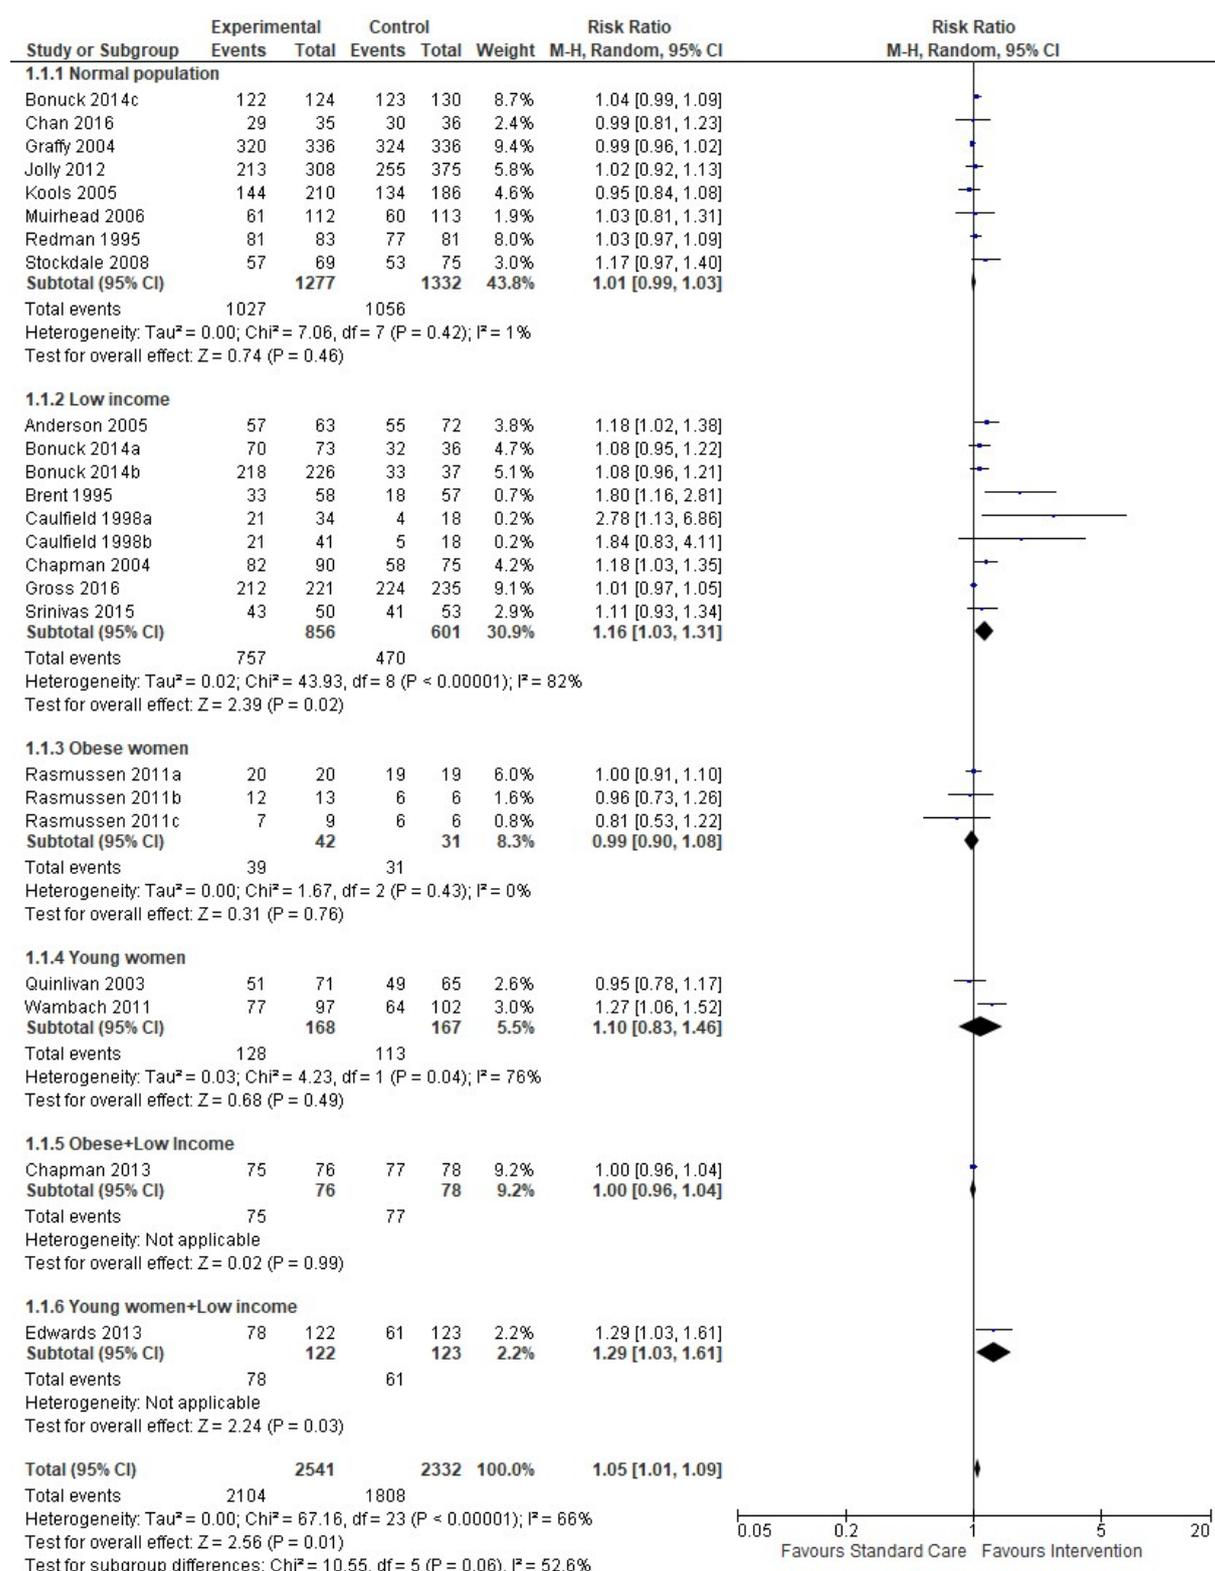 Experimental Control Risk Ratio Risk Ratio
Study or Subgroup Events Total Events Total Weight M-H, Random, 95% CI M-H, Random, 95% CI
1.1.1 Normal population
Bonuck 2014c 122 124 123 130 8.7% 1.04 [0.99, 1.09]
Chan 2016 29 35 30 36 2.4% 0.99 [0.81, 1.23]
Graffy 2004 320 336 324 336 9.4% 0.99 [0.96, 1.02]
Jolly 2012 213 308 255 375 5.8% 1.02 [0.92, 1.13]
Kools 2005 144 210 134 186 4.6% 0.95 [0.84, 1.08]
Muirhead 2006 61 112 60 113 1.9% 1.03 [0.81, 1.31]
Redman 1995 81 83 77 81 8.0% 1.03 [0.97, 1.09]
Stockdale 2008 57 69 53 75 3.0% 1.17 [0.97, 1.40]
Subtotal (95% CI) 1277 1332 43.8% 1.01 [0.99, 1.03]
Total events 1027 1056
Heterogeneity: Tau² = 0.00; Chi² = 7.06, df = 7 (P = 0.42); I² = 1%
Test for overall effect: Z = 0.74 (P = 0.46)
1.1.2 Low income
Anderson 2005 57 63 55 72 3.8% 1.18 [1.02, 1.38]
Bonuck 2014a 70 73 32 36 4.7% 1.08 [0.95, 1.22]
Bonuck 2014b 218 226 33 37 5.1% 1.08 [0.96, 1.21]
Brent 1995 33 58 18 57 0.7% 1.80 [1.16, 2.81]
Caulfield 1998a 21 34 4 18 0.2% 2.78 [1.13, 6.86]
Caulfield 1998b 21 41 5 18 0.2% 1.84 [0.83, 4.11]
Chapman 2004 82 90 58 75 4.2% 1.18 [1.03, 1.35]
Gross 2016 212 221 224 235 9.1% 1.01 [0.97, 1.05]
Srinivas 2015 43 50 41 53 2.9% 1.11 [0.93, 1.34]
Subtotal (95% CI) 856 601 30.9% 1.16 [1.03, 1.31]
Total events 757 470
Heterogeneity: Tau² = 0.02; Chi² = 43.93, df = 8 (P < 0.00001); I² = 82%
Test for overall effect: Z = 2.39 (P = 0.02)
1.1.3 Obese women
Rasmussen 2011a 20 20 19 19 6.0% 1.00 [0.91, 1.10]
Rasmussen 2011b 12 13 6 6 1.6% 0.96 [0.73, 1.26]
Rasmussen 2011c 7 9 6 6 0.8% 0.81 [0.53, 1.22]
Subtotal (95% CI) 42 31 8.3% 0.99 [0.90, 1.08]
Total events 39 31
Heterogeneity: Tau² = 0.00; Chi² = 1.67, df = 2 (P = 0.43); I² = 0%
Test for overall effect: Z = 0.31 (P = 0.76)
1.1.4 Young women
Quinlivan 2003 51 71 49 65 2.6% 0.95 [0.78, 1.17]
Wambach 2011 77 97 64 102 3.0% 1.27 [1.06, 1.52]
Subtotal (95% CI) 168 167 5.5% 1.10 [0.83, 1.46]
Total events 128 113
Heterogeneity: Tau² = 0.03; Chi² = 4.23, df = 1 (P = 0.04); I² = 76%
Test for overall effect: Z = 0.68 (P = 0.49)
1.1.5 Obese+Low Income
Chapman 2013 75 76 77 78 9.2% 1.00 [0.96, 1.04]
Subtotal (95% CI) 76 78 9.2% 1.00 [0.96, 1.04]
Total events 75 77
Heterogeneity: Not applicable
Test for overall effect: Z = 0.02 (P = 0.99)
1.1.6 Young women+Low income
Edwards 2013 78 122 61 123 2.2% 1.29 [1.03, 1.61]
Subtotal (95% CI) 122 123 2.2% 1.29 [1.03, 1.61]
Total events 78 61
Heterogeneity: Not applicable
Test for overall effect: Z = 2.24 (P = 0.03)
Total (95% CI) 2541 2332 100.0% 1.05 [1.01, 1.09]
Total events 2104 1808
Heterogeneity: Tau² = 0.00; Chi² = 67.16, df = 23 (P < 0.00001); I² = 66%
Test for overall effect: Z = 2.56 (P = 0.01)
Test for subgroup differences: Chi² = 10.55, df = 5 (P = 0.06), I² = 52.6%
0.05 0.2 1 5 20
Favours Standard Care Favours Intervention